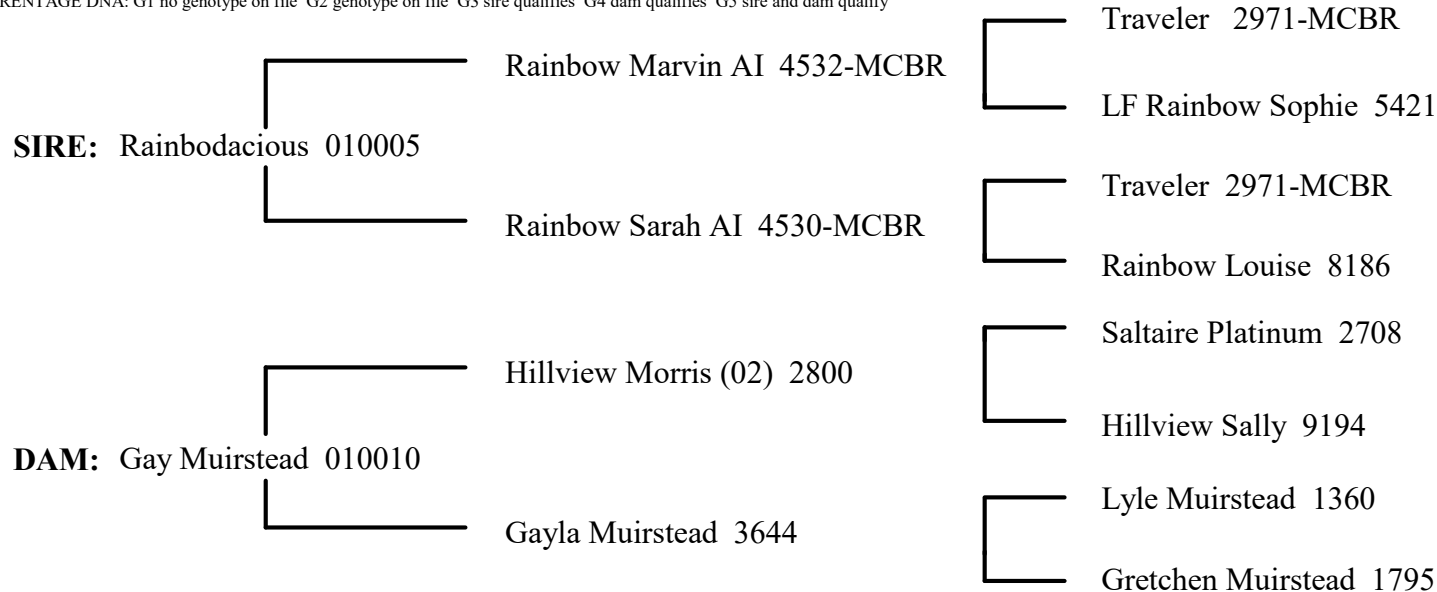 RENTAGE DNA: G1 no genotype on file G2 genotype on file G3 sire qualifies G4 dam qualifies G5 sire and dam qualify
Traveler 2971-MCBR
Rainbow Marvin AI 4532-MCBR
LF Rainbow Sophie 5421
SIRE: Rainbodacious 010005
Traveler 2971-MCBR
Rainbow Sarah AI 4530-MCBR
Rainbow Louise 8186
Saltaire Platinum 2708
Hillview Morris (02) 2800
Hillview Sally 9194
DAM: Gay Muirstead 010010
Lyle Muirstead 1360
Gayla Muirstead 3644
Gretchen Muirstead 1795